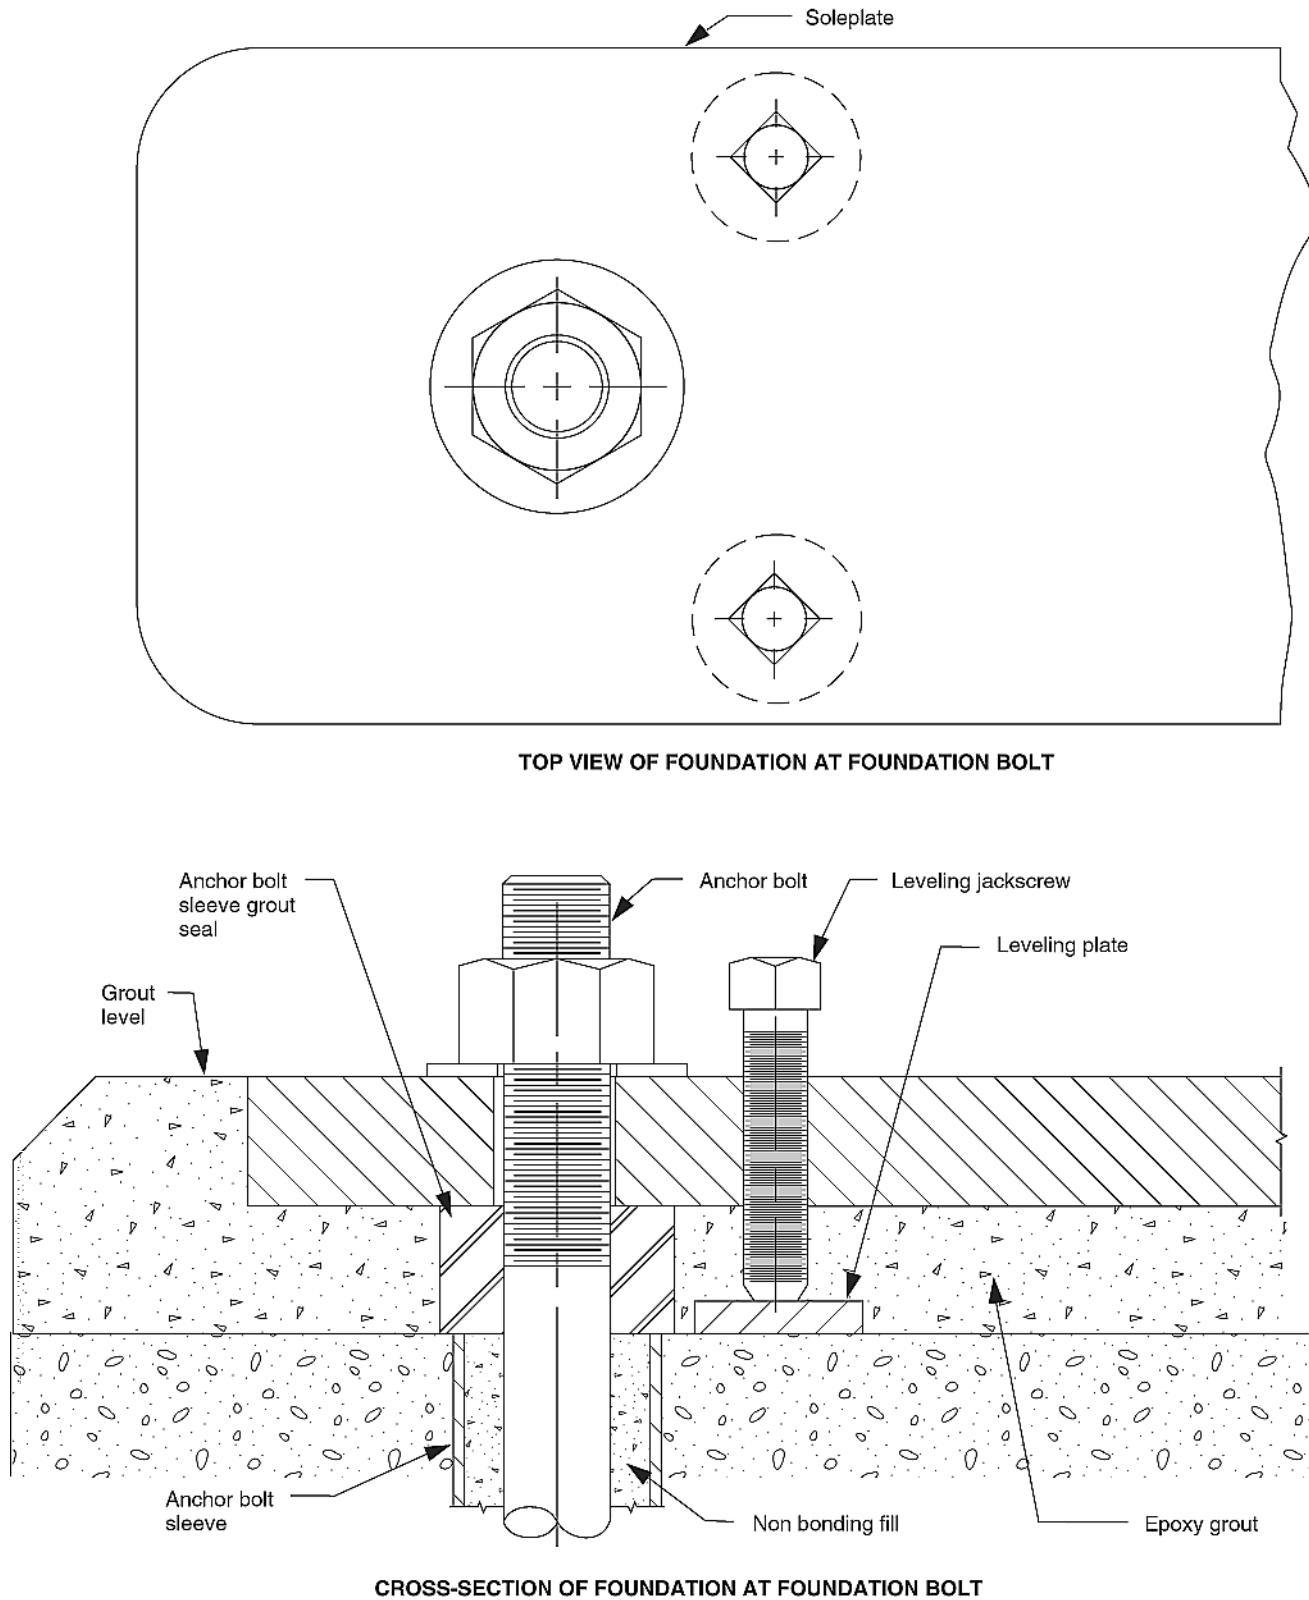 Soleplate
TOP VIEW OF FOUNDATION AT FOUNDATION BOLT
Anchor bolt
sleeve grout
seal
Anchor bolt
Leveling jackscrew
Leveling plate
Grout
level
Anchor bolt
sleeve
Non bonding fill
Epoxy grout
CROSS-SECTION OF FOUNDATION AT FOUNDATION BOLT